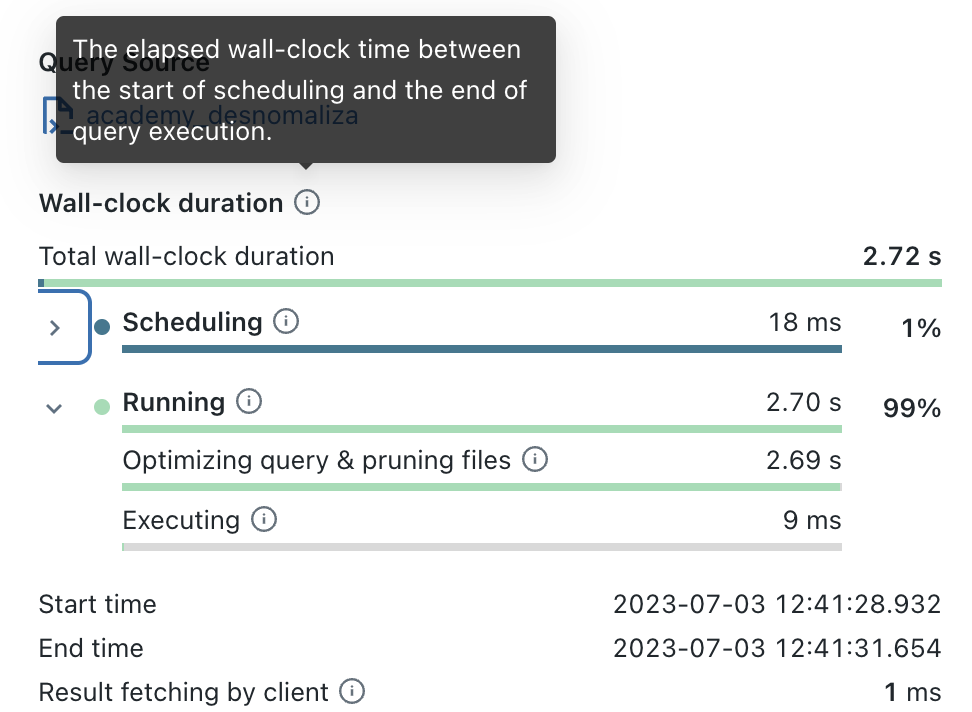 The elapsed wall-clock time between
Query Source
the start of scheduling and the end of
academy_desnomaliza
query execution.
Wall-clock duration
Total wall-clock duration 2.72 s
Scheduling 18 ms 1%
Running 2.70 s 99%
Optimizing query & pruning files 2.69 s
Executing 9 ms
Start time 2023-07-03 12:41:28.932
End time 2023-07-03 12:41:31.654
Result fetching by client 1 ms